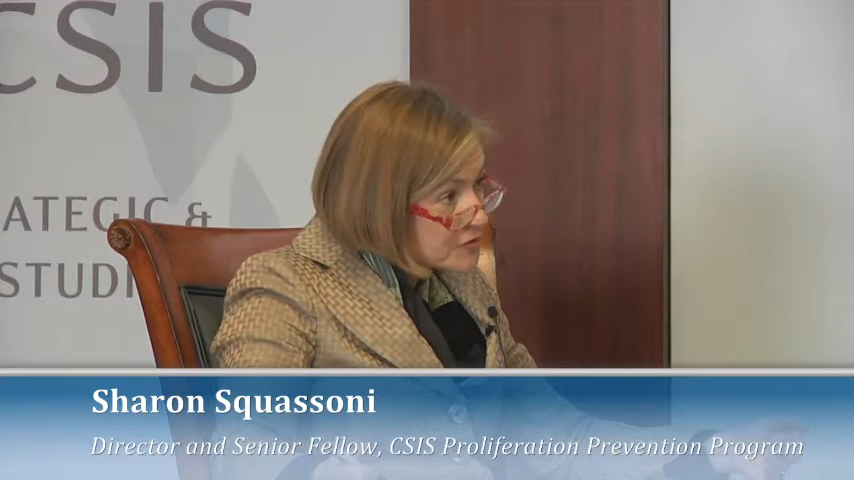 CSIS
ATEGIC &
STUDI
Sharon Squassoni
Director and Senior Fellow, CSIS Proliferation Prevention Program